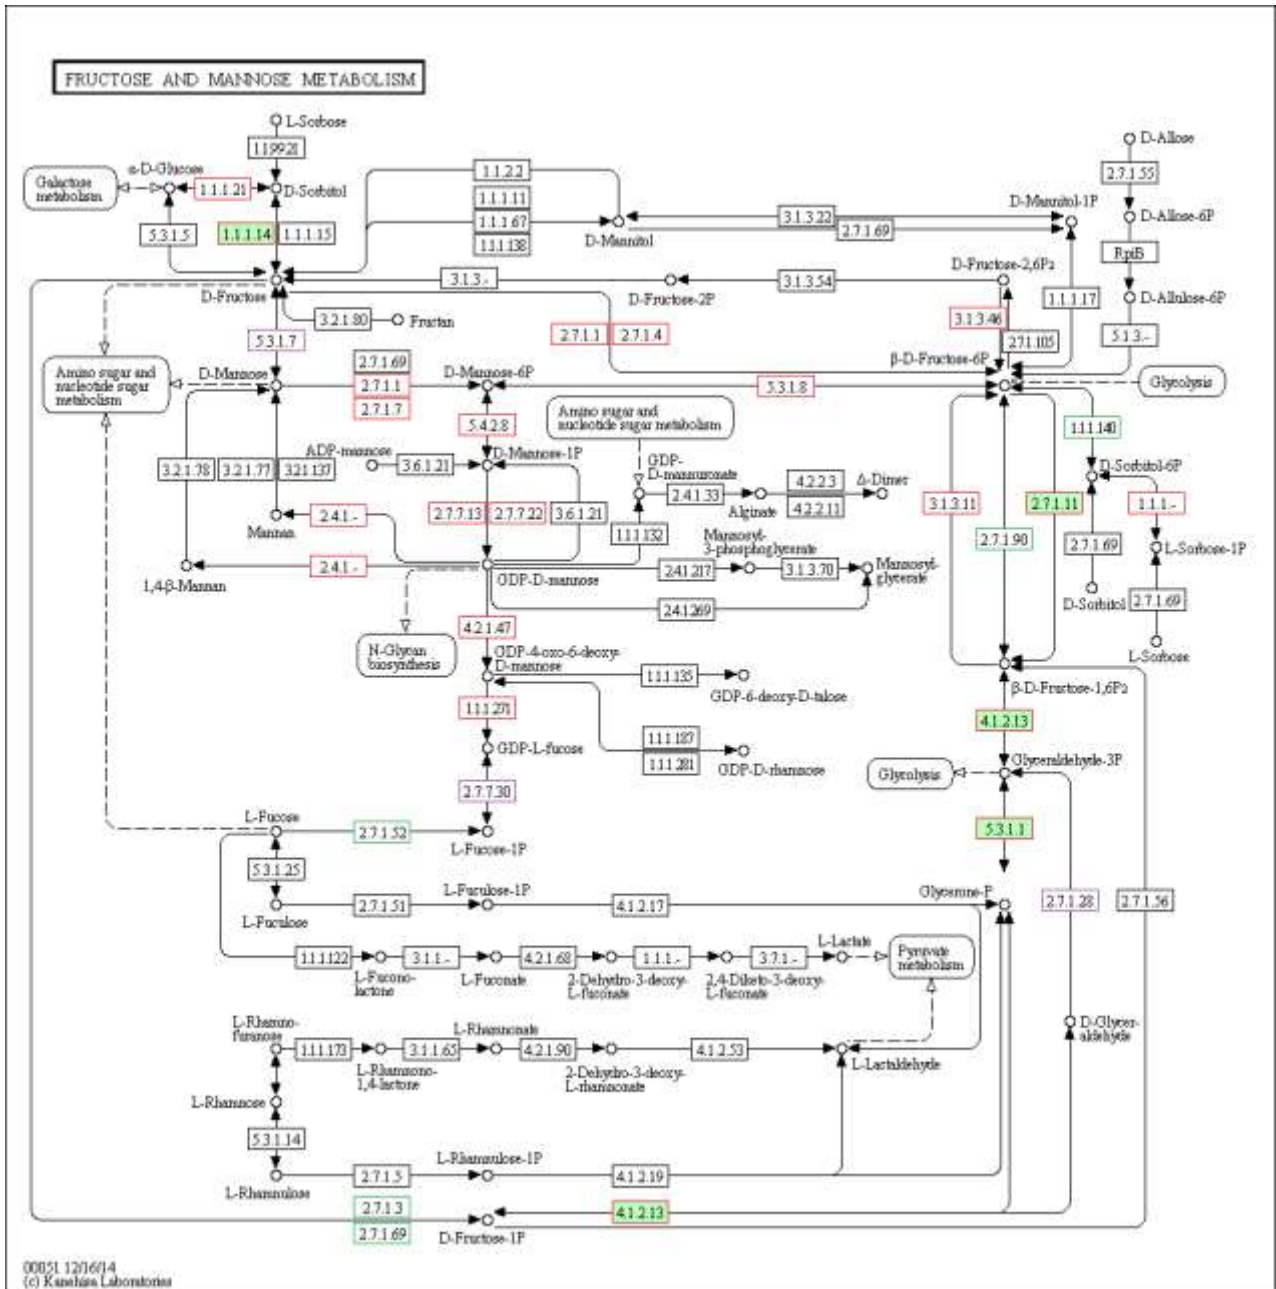 FRUCTOSE AND MANNOSE METABOLISM
L-Sorbose
1.1.99.21
α-D-Glucose
Galactose
metabolism
1.1.1.21
D-Sorbitol
5.3.1.5
1.1.1.14
1.1.1.15
1.1.2.2
1.1.1.11
1.1.1.67
1.1.1.138
D-Mannitol
3.1.3.22
2.7.1.69
D-Mannitol-1P
D-Allose
2.7.1.55
D-Allose-6P
RpiB
D-Allulose-6P
5.1.3.-
1.1.1.17
D-Fructose
3.1.3.-
D-Fructose-2P
3.1.3.54
D-Fructose-2,6P2
3.2.1.80
Fructan
2.7.1.1
2.7.1.4
3.1.3.46
2.7.1.105
β-D-Fructose-6P
5.3.1.7
Amino sugar and
nucleotide sugar
metabolism
D-Mannose
2.7.1.69
2.7.1.1
2.7.1.7
D-Mannose-6P
5.3.1.8
Glycolysis
5.4.2.8
Amino sugar and
nucleotide sugar metabolism
1.1.1.140
3.2.1.78
3.2.1.77
3.2.1.137
ADP-mannose
3.6.1.21
D-Mannose-1P
GDP-
D-mannuronate
2.4.1.33
Alginate
4.2.2.3
4.2.2.11
Δ-Dimer
D-Sorbitol-6P
Mannan
2.4.1.-
2.7.7.13
2.7.7.22
3.6.1.21
1.1.1.132
3.1.3.11
2.7.1.90
2.7.1.11
1.1.1.-
2.7.1.69
L-Sorbose-1P
Mannosyl-
3-phosphoglycerate
1,4-β-Mannan
2.4.1.-
GDP-D-mannose
2.4.1.217
3.1.3.70
Mannosyl-
glycerate
2.4.1.269
D-Sorbitol
2.7.1.69
L-Sorbose
N-Glycan
biosynthesis
4.2.1.47
GDP-4-oxo-6-deoxy-
D-mannose
1.1.1.135
GDP-6-deoxy-D-talose
β-D-Fructose-1,6P2
1.1.1.271
4.1.2.13
GDP-L-fucose
1.1.1.187
1.1.1.281
GDP-D-rhamnose
Glycolysis
Glyceraldehyde-3P
2.7.7.30
L-Fucose
2.7.1.52
L-Fucose-1P
5.3.1.1
5.3.1.25
L-Fuculose
2.7.1.51
L-Fuculose-1P
4.1.2.17
Glycerone-P
2.7.1.28
2.7.1.56
1.1.1.122
L-Fucono-
lactone
3.1.1.-
L-Fuconate
4.2.1.68
2-Dehydro-3-deoxy-
L-fuconate
1.1.1.-
2,4-Diketo-3-deoxy-
L-fuconate
3.7.1.-
L-Lactate
Pyruvate
metabolism
L-Rhamno-
furanose
1.1.1.173
L-Rhamnono-
1,4-lactone
3.1.1.65
L-Rhamnonate
4.2.1.90
2-Dehydro-3-deoxy-
L-rhamnonate
4.1.2.53
L-Lactaldehyde
D-Glycer-
aldehyde
L-Rhamnose
5.3.1.14
L-Rhamnulose
2.7.1.5
L-Rhamnulose-1P
4.1.2.19
2.7.1.3
2.7.1.69
D-Fructose-1P
4.1.2.13
00051 12/16/14
(c) Kanehisa Laboratories